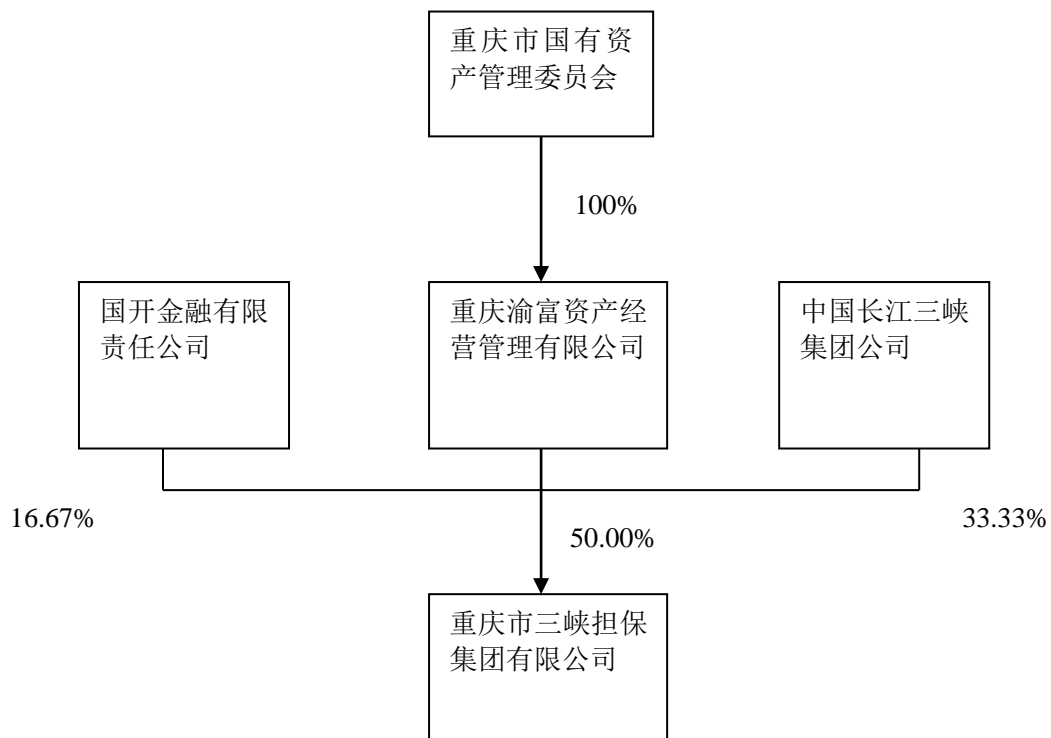 重庆市国有资
产管理委员会
100%
国开金融有限
责任公司
重庆渝富资产经
营管理有限公司
中国长江三峡
集团公司
16.67%
50.00%
33.33%
重庆市三峡担保
集团有限公司